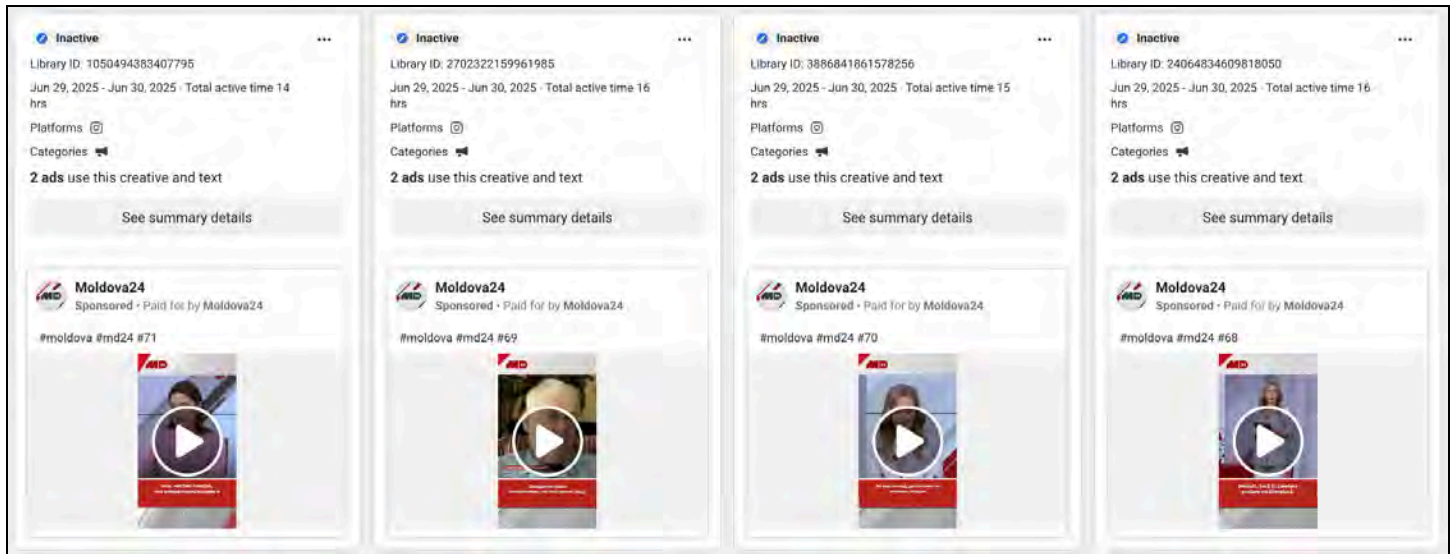 Inactive
Library ID: 1050494383407795
Jun 29, 2025 - Jun 30, 2025 · Total active time 14
hrs
Platforms
Categories
2 ads use this creative and text
See summary details
Moldova24
Sponsored · Paid for by Moldova24
#moldova #md24 #71
MD
Inactive
Library ID: 2702322159961985
Jun 29, 2025 - Jun 30, 2025 · Total active time 16
hrs
Platforms
Categories
2 ads use this creative and text
See summary details
Moldova24
Sponsored · Paid for by Moldova24
#moldova #md24 #69
MD
Inactive
Library ID: 3886841861578256
Jun 29, 2025 - Jun 30, 2025 · Total active time 15
hrs
Platforms
Categories
2 ads use this creative and text
See summary details
Moldova24
Sponsored · Paid for by Moldova24
#moldova #md24 #70
MD
Inactive
Library ID: 24064834609818050
Jun 29, 2025 - Jun 30, 2025 · Total active time 16
hrs
Platforms
Categories
2 ads use this creative and text
See summary details
Moldova24
Sponsored · Paid for by Moldova24
#moldova #md24 #68
MD